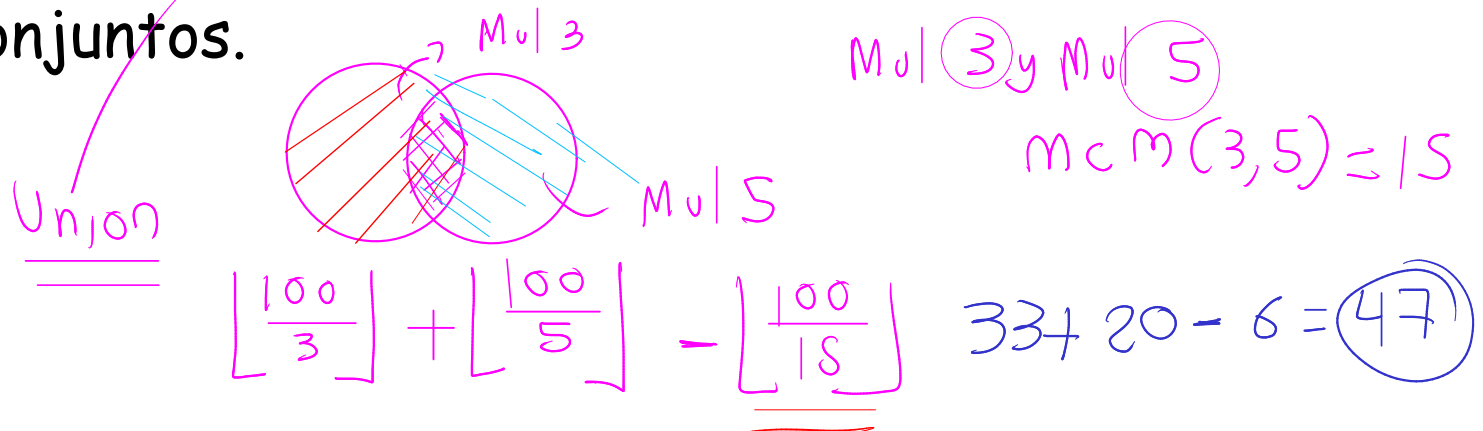 onjuntos.
Mul 3
Mul 3 y Mul 5
mcm(3,5) = 15
Mul 5
Union
⌊100/3⌋ + ⌊100/5⌋ - ⌊100/15⌋
33 + 20 - 6 = 47